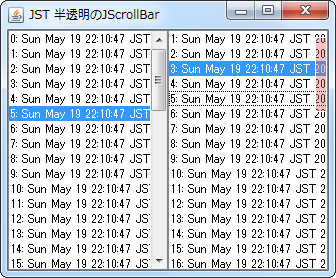 JST 半透明のJScrollBar
0: Sun May 19 22:10:47 JST
1: Sun May 19 22:10:47 JST
2: Sun May 19 22:10:47 JST
3: Sun May 19 22:10:47 JST
4: Sun May 19 22:10:47 JST
5: Sun May 19 22:10:47 JST
6: Sun May 19 22:10:47 JST
7: Sun May 19 22:10:47 JST
8: Sun May 19 22:10:47 JST
9: Sun May 19 22:10:47 JST
10: Sun May 19 22:10:47 JS
11: Sun May 19 22:10:47 JS
12: Sun May 19 22:10:47 JS
13: Sun May 19 22:10:47 JS
14: Sun May 19 22:10:47 JS
15: Sun May 19 22:10:47 JS
1: Sun May 19 22:10:47 JST 20
2: Sun May 19 22:10:47 JST 20
3: Sun May 19 22:10:47 JST 20
4: Sun May 19 22:10:47 JST 20
5: Sun May 19 22:10:47 JST 20
6: Sun May 19 22:10:47 JST 20
7: Sun May 19 22:10:47 JST 20
8: Sun May 19 22:10:47 JST 20
9: Sun May 19 22:10:47 JST 20
10: Sun May 19 22:10:47 JST 2
11: Sun May 19 22:10:47 JST 2
12: Sun May 19 22:10:47 JST 2
13: Sun May 19 22:10:47 JST 2
14: Sun May 19 22:10:47 JST 2
15: Sun May 19 22:10:47 JST 2
16: Sun May 19 22:10:47 JST 2